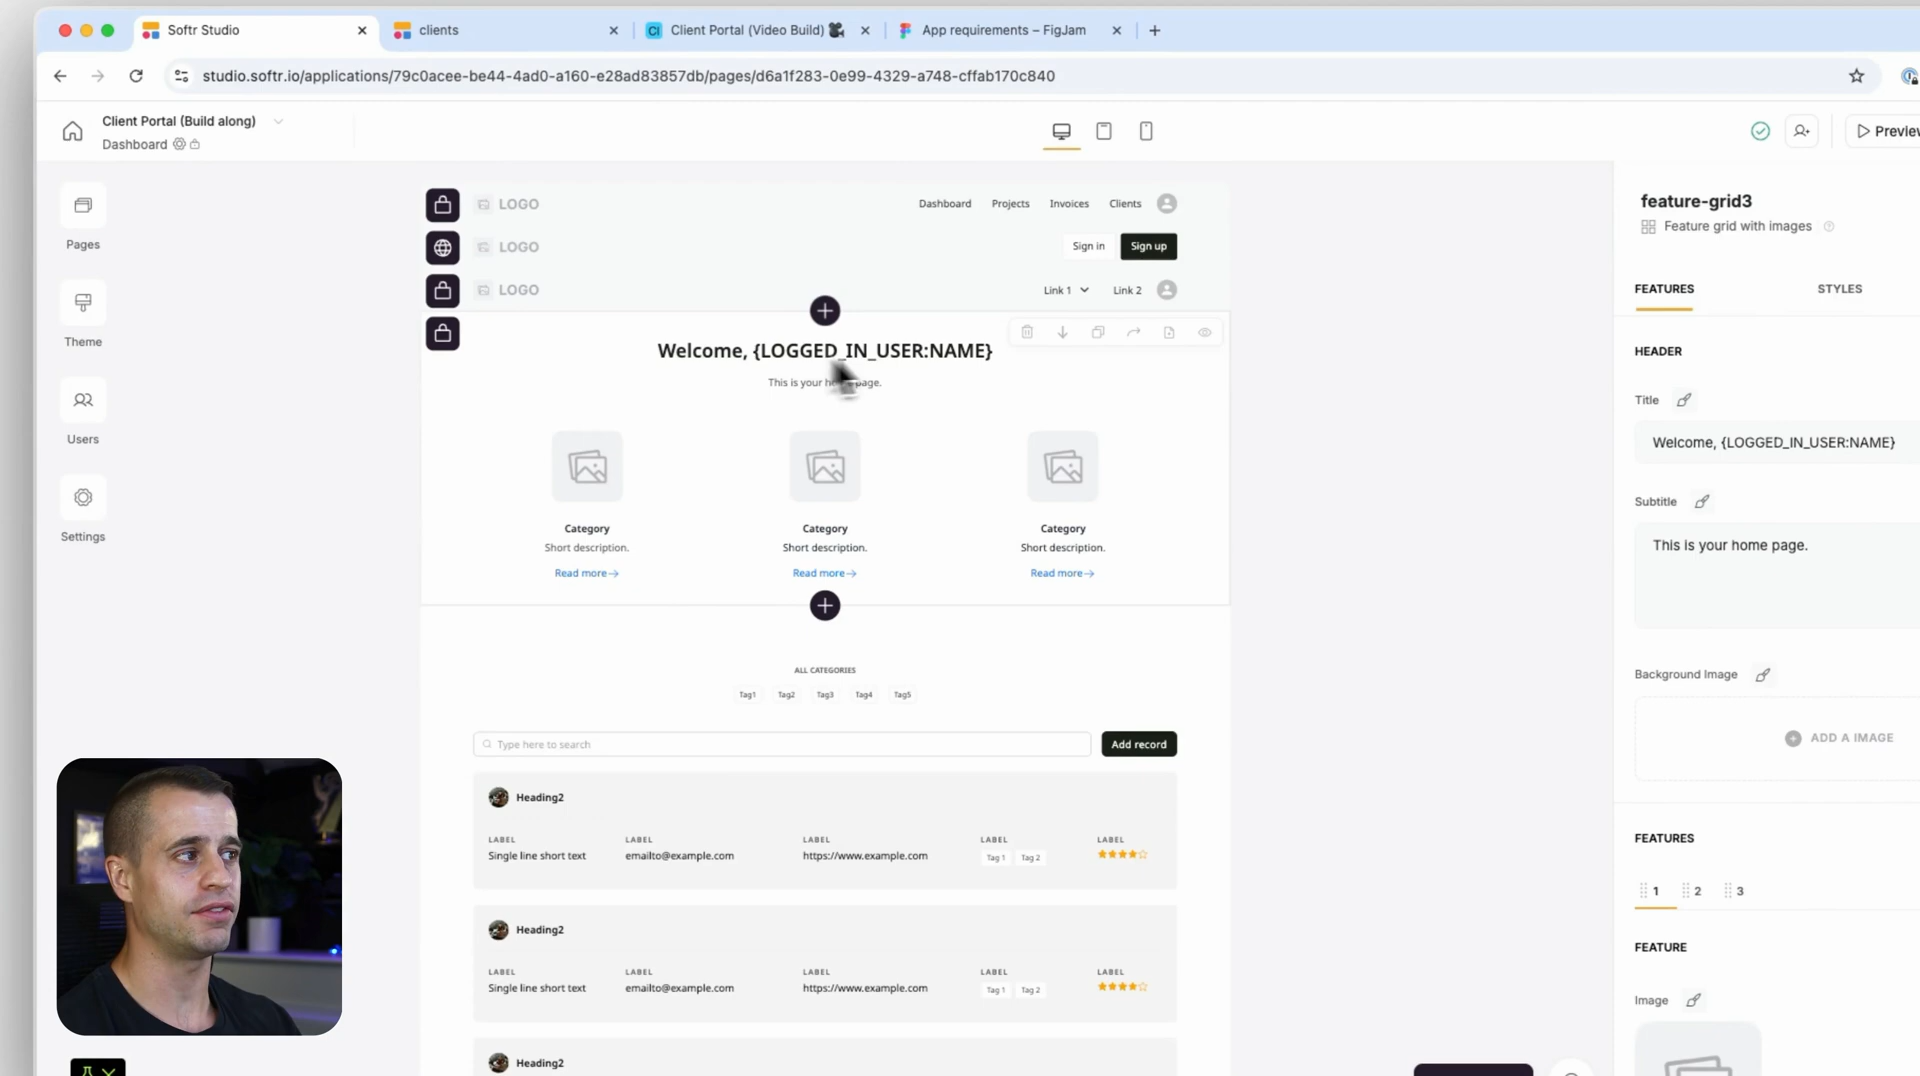 Softr Studio
clients
Client Portal (Video Build)
App requirements – FigJam
studio.softr.io/applications/79c0acee-be44-4ad0-a160-e28ad83857db/pages/d6a1f283-0e99-4329-a748-cffab170c840
Client Portal (Build along)
Dashboard
Preview
Pages
Theme
Users
Settings
LOGO
Dashboard Projects Invoices Clients
LOGO
Sign in Sign up
LOGO
Link 1 Link 2
Welcome, {LOGGED_IN_USER:NAME}
This is your home page.
Category Category Category
Short description. Short description. Short description.
Read more→ Read more→ Read more→
ALL CATEGORIES
Tag1 Tag2 Tag3 Tag4 Tag5
Type here to search
Add record
Heading2
LABEL LABEL LABEL LABEL LABEL
Single line short text emailto@example.com https://www.example.com Tag 1 Tag 2
Heading2
LABEL LABEL LABEL LABEL LABEL
Single line short text emailto@example.com https://www.example.com Tag 1 Tag 2
Heading2
feature-grid3
Feature grid with images
FEATURES STYLES
HEADER
Title
Welcome, {LOGGED_IN_USER:NAME}
Subtitle
This is your home page.
Background Image
ADD A IMAGE
FEATURES
1 2 3
FEATURE
Image